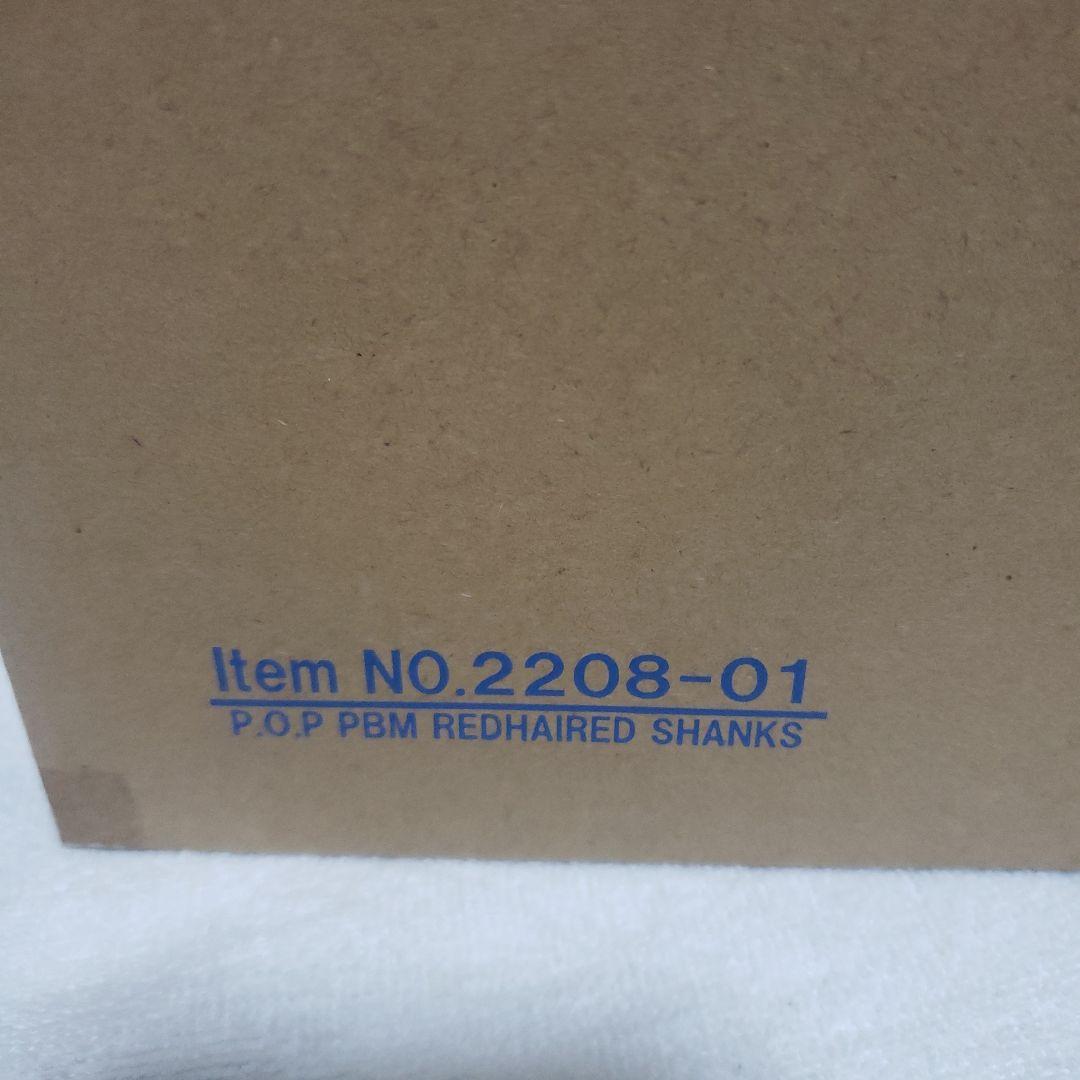 Item NO.2208-01
P.O.P PBM REDHAIRED SHANKS